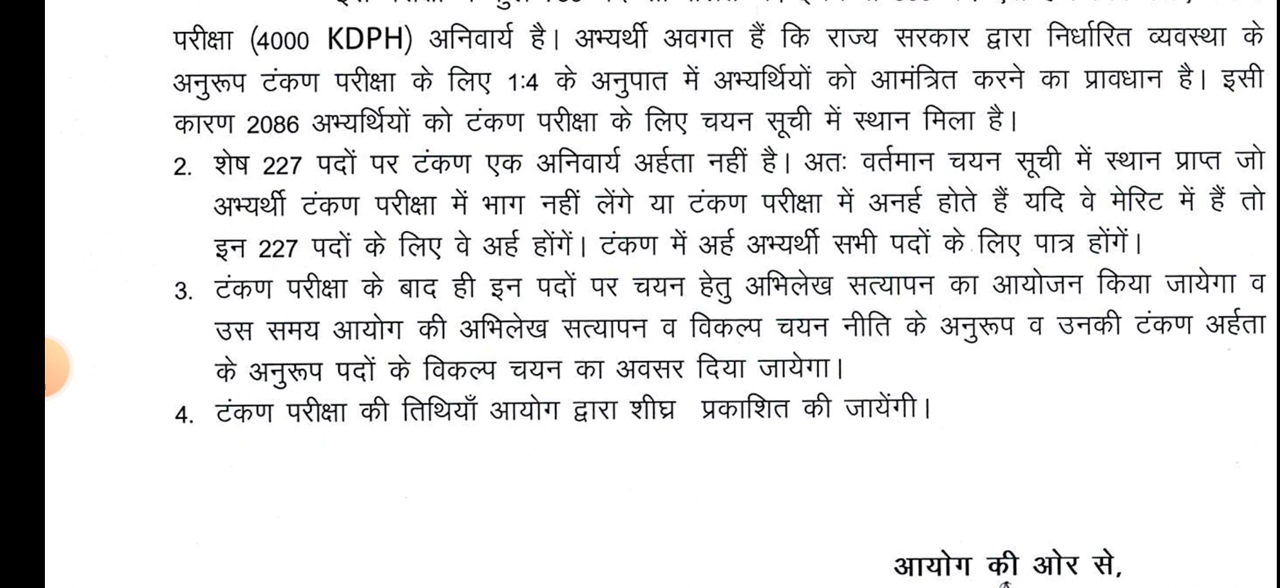 परीक्षा (4000 KDPH) अनिवार्य है। अभ्यर्थी अवगत हैं कि राज्य सरकार द्वारा निर्धारित व्यवस्था के
अनुरूप टंकण परीक्षा के लिए 1:4 के अनुपात में अभ्यर्थियों को आमंत्रित करने का प्रावधान है। इसी
कारण 2086 अभ्यर्थियों को टंकण परीक्षा के लिए चयन सूची में स्थान मिला है।
2. शेष 227 पदों पर टंकण एक अनिवार्य अर्हता नहीं है। अतः वर्तमान चयन सूची में स्थान प्राप्त जो
अभ्यर्थी टंकण परीक्षा में भाग नहीं लेंगे या टंकण परीक्षा में अनर्ह होते हैं यदि वे मेरिट में हैं तो
इन 227 पदों के लिए वे अर्ह होंगें। टंकण में अर्ह अभ्यर्थी सभी पदों के लिए पात्र होंगें।
3. टंकण परीक्षा के बाद ही इन पदों पर चयन हेतु अभिलेख सत्यापन का आयोजन किया जायेगा व
उस समय आयोग की अभिलेख सत्यापन व विकल्प चयन नीति के अनुरूप व उनकी टंकण अर्हता
के अनुरूप पदों के विकल्प चयन का अवसर दिया जायेगा।
4. टंकण परीक्षा की तिथियाँ आयोग द्वारा शीघ्र प्रकाशित की जायेंगी।
आयोग की ओर से,